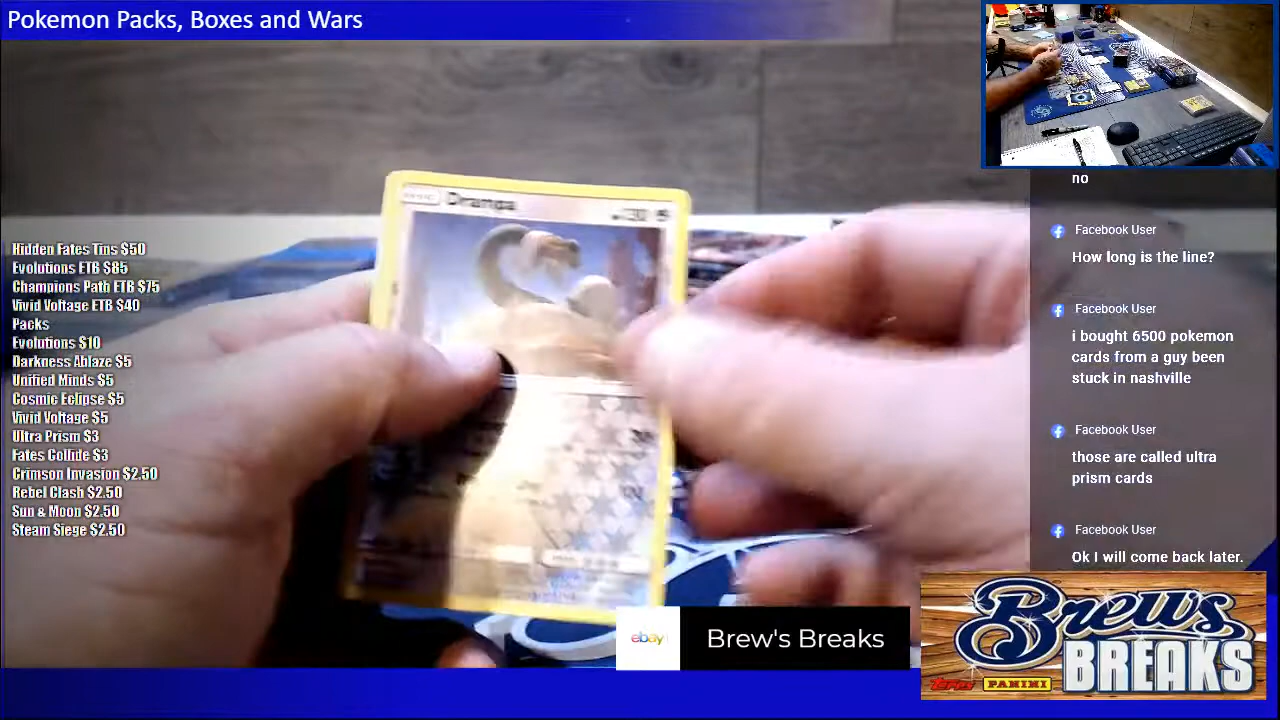 Pokemon Packs, Boxes and Wars
Drampa
Hidden Fates Tins $50
Evolutions ETB $85
Champions Path ETB $75
Vivid Voltage ETB $40
Packs
Evolutions $10
Darkness Ablaze $5
Unified Minds $5
Cosmic Eclipse $5
Vivid Voltage $5
Ultra Prism $3
Fates Collide $3
Crimson Invasion $2.50
Rebel Clash $2.50
Sun & Moon $2.50
Steam Siege $2.50
no
Facebook User
How long is the line?
Facebook User
i bought 6500 pokemon
cards from a guy been
stuck in nashville
Facebook User
those are called ultra
prism cards
Facebook User
Ok I will come back later.
ebay
Brew's Breaks
Brew's
BREAKS
Topps PANINI